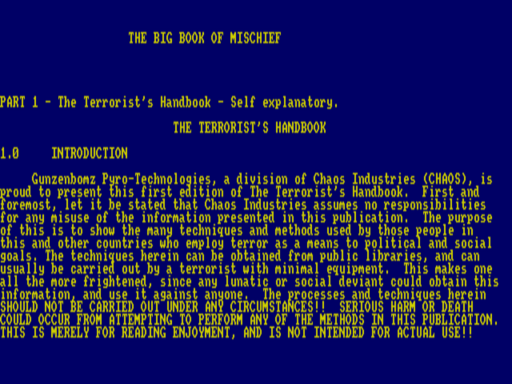 THE BIG BOOK OF MISCHIEF
PART 1 - The Terrorist's Handbook - Self explanatory.
THE TERRORIST'S HANDBOOK
1.0 INTRODUCTION
Gunzenbomz Pyro-Technologies, a division of Chaos Industries (CHAOS), is
proud to present this first edition of The Terrorist's Handbook. First and
foremost, let it be stated that Chaos Industries assumes no responsibilities
for any misuse of the information presented in this publication. The purpose
of this is to show the many techniques and methods used by those people in
this and other countries who employ terror as a means to political and social
goals. The techniques herein can be obtained from public libraries, and can
usually be carried out by a terrorist with minimal equipment. This makes one
all the more frightened, since any lunatic or social deviant could obtain this
information, and use it against anyone. The processes and techniques herein
SHOULD NOT BE CARRIED OUT UNDER ANY CIRCUMSTANCES!! SERIOUS HARM OR DEATH
COULD OCCUR FROM ATTEMPTING TO PERFORM ANY OF THE METHODS IN THIS PUBLICATION.
THIS IS MERELY FOR READING ENJOYMENT, AND IS NOT INTENDED FOR ACTUAL USE!!